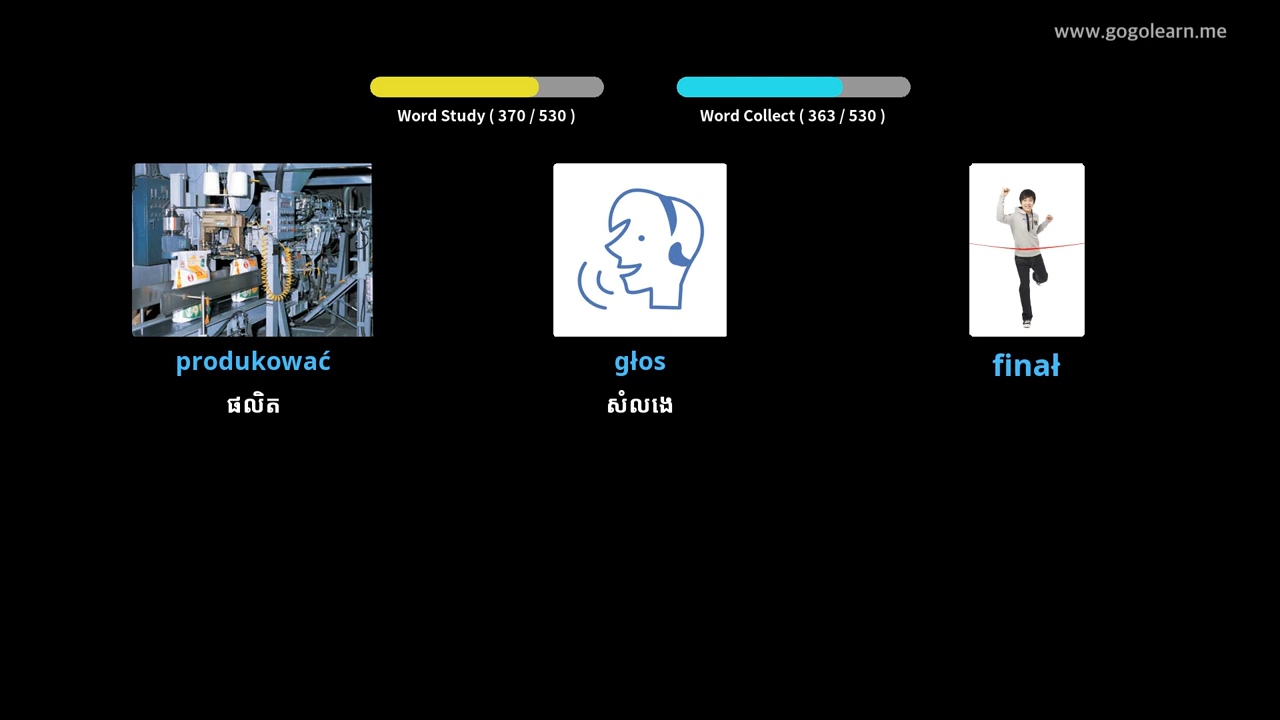 www.gogolearn.me
Word Study ( 370 / 530 )
Word Collect ( 363 / 530 )
produkować
głos
finał
ផលិត
សំលេង